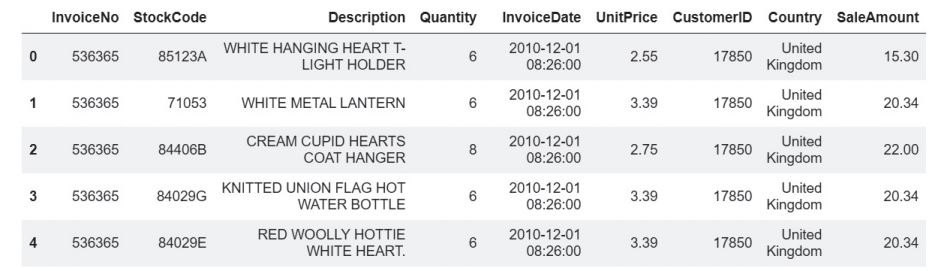 InvoiceNo StockCode Description Quantity InvoiceDate UnitPrice CustomerID Country SaleAmount
0 536365 85123A WHITE HANGING HEART T-LIGHT HOLDER 6 2010-12-01 08:26:00 2.55 17850 United Kingdom 15.30
1 536365 71053 WHITE METAL LANTERN 6 2010-12-01 08:26:00 3.39 17850 United Kingdom 20.34
2 536365 84406B CREAM CUPID HEARTS COAT HANGER 8 2010-12-01 08:26:00 2.75 17850 United Kingdom 22.00
3 536365 84029G KNITTED UNION FLAG HOT WATER BOTTLE 6 2010-12-01 08:26:00 3.39 17850 United Kingdom 20.34
4 536365 84029E RED WOOLLY HOTTIE WHITE HEART. 6 2010-12-01 08:26:00 3.39 17850 United Kingdom 20.34